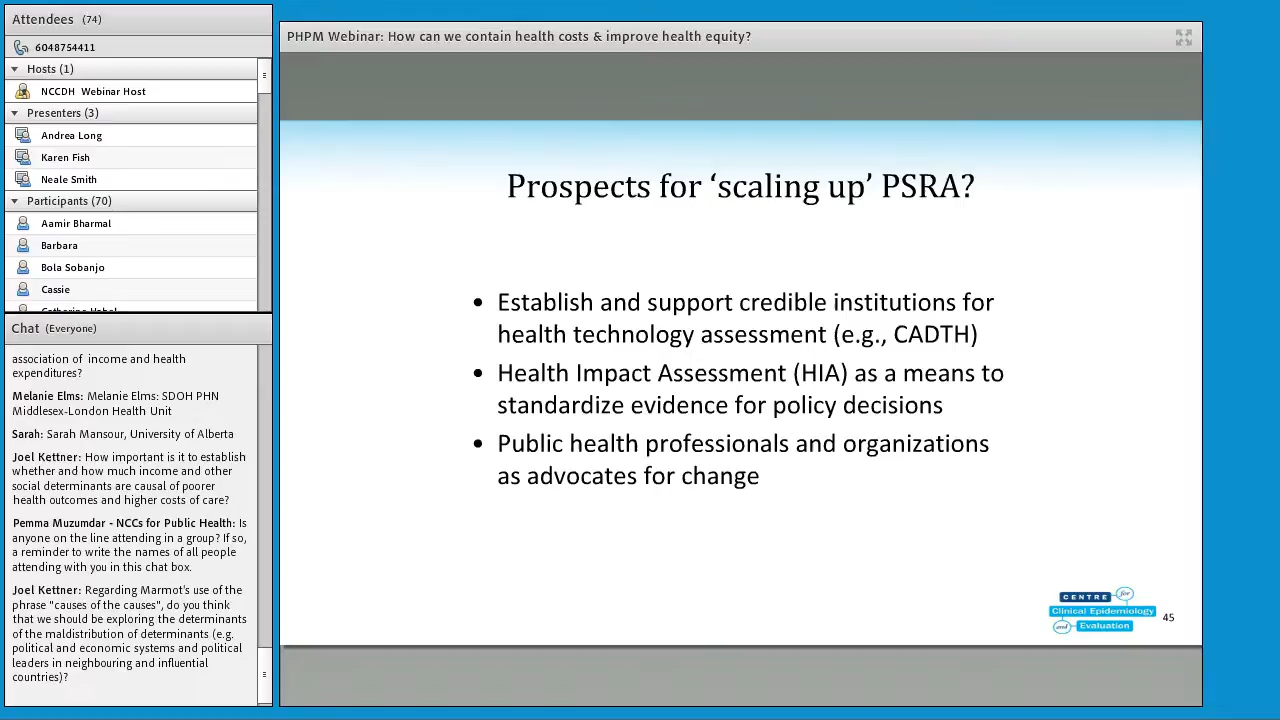 Attendees (74)
6048754411
Hosts (1)
NCCDH Webinar Host
Presenters (3)
Andrea Long
Karen Fish
Neale Smith
Participants (70)
Aamir Bharmal
Barbara
Bola Sobanjo
Cassie
Chat (Everyone)
association of income and health
expenditures?
Melanie Elms: Melanie Elms: SDOH PHN
Middlesex-London Health Unit
Sarah: Sarah Mansour, University of Alberta
Joel Kettner: How important is it to establish
whether and how much income and other
social determinants are causal of poorer
health outcomes and higher costs of care?
Pemma Muzumdar - NCCs for Public Health: Is
anyone on the line attending in a group? If so,
a reminder to write the names of all people
attending with you in this chat box.
Joel Kettner: Regarding Marmot's use of the
phrase "causes of the causes", do you think
that we should be exploring the determinants
of the maldistribution of determinants (e.g.
political and economic systems and political
leaders in neighbouring and influential
countries)?
PHPM Webinar: How can we contain health costs & improve health equity?
Prospects for ‘scaling up’ PSRA?
• Establish and support credible institutions for
health technology assessment (e.g., CADTH)
• Health Impact Assessment (HIA) as a means to
standardize evidence for policy decisions
• Public health professionals and organizations
as advocates for change
CENTRE for
Clinical Epidemiology
and Evaluation
45